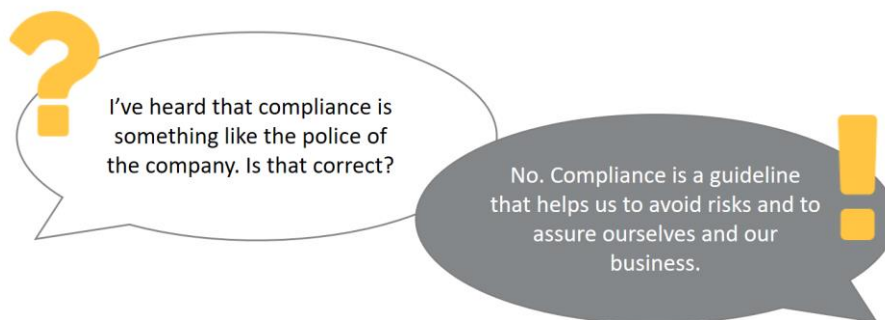 ?
I’ve heard that compliance is
something like the police of
the company. Is that correct?
!
No. Compliance is a guideline
that helps us to avoid risks and to
assure ourselves and our
business.